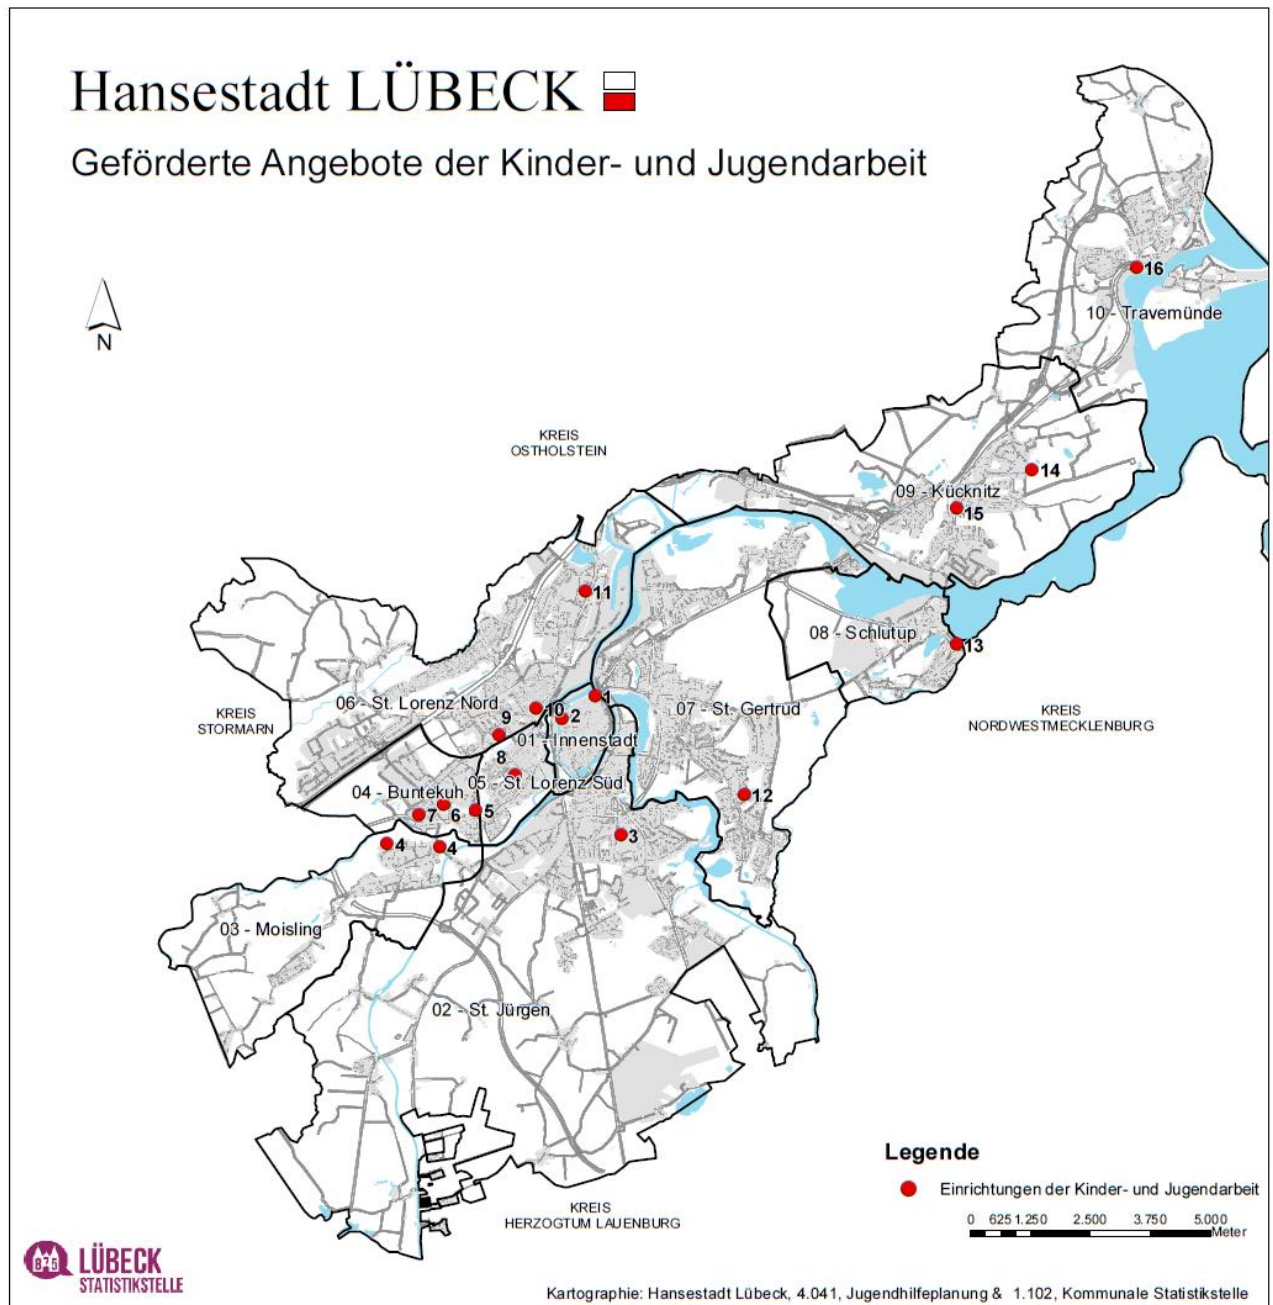 Hansestadt LÜBECK
Geförderte Angebote der Kinder- und Jugendarbeit
N
16
10 - Travemünde
KREIS
OSTHOLSTEIN
14
09 - Kücknitz
15
11
08 - Schlutup
13
06 - St. Lorenz Nord
1
10
2
07 - St. Gertrud
KREIS
STORMARN
KREIS
NORDWESTMECKLENBURG
9
01 - Innenstadt
8
05 - St. Lorenz Süd
04 - Buntekuh
12
7
6
5
3
4
4
03 - Moisling
02 - St. Jürgen
KREIS
HERZOGTUM LAUENBURG
Legende
Einrichtungen der Kinder- und Jugendarbeit
0 625 1.250 2.500 3.750 5.000
Meter
875
LÜBECK
STATISTIKSTELLE
Kartographie: Hansestadt Lübeck, 4.041, Jugendhilfeplanung & 1.102, Kommunale Statistikstelle